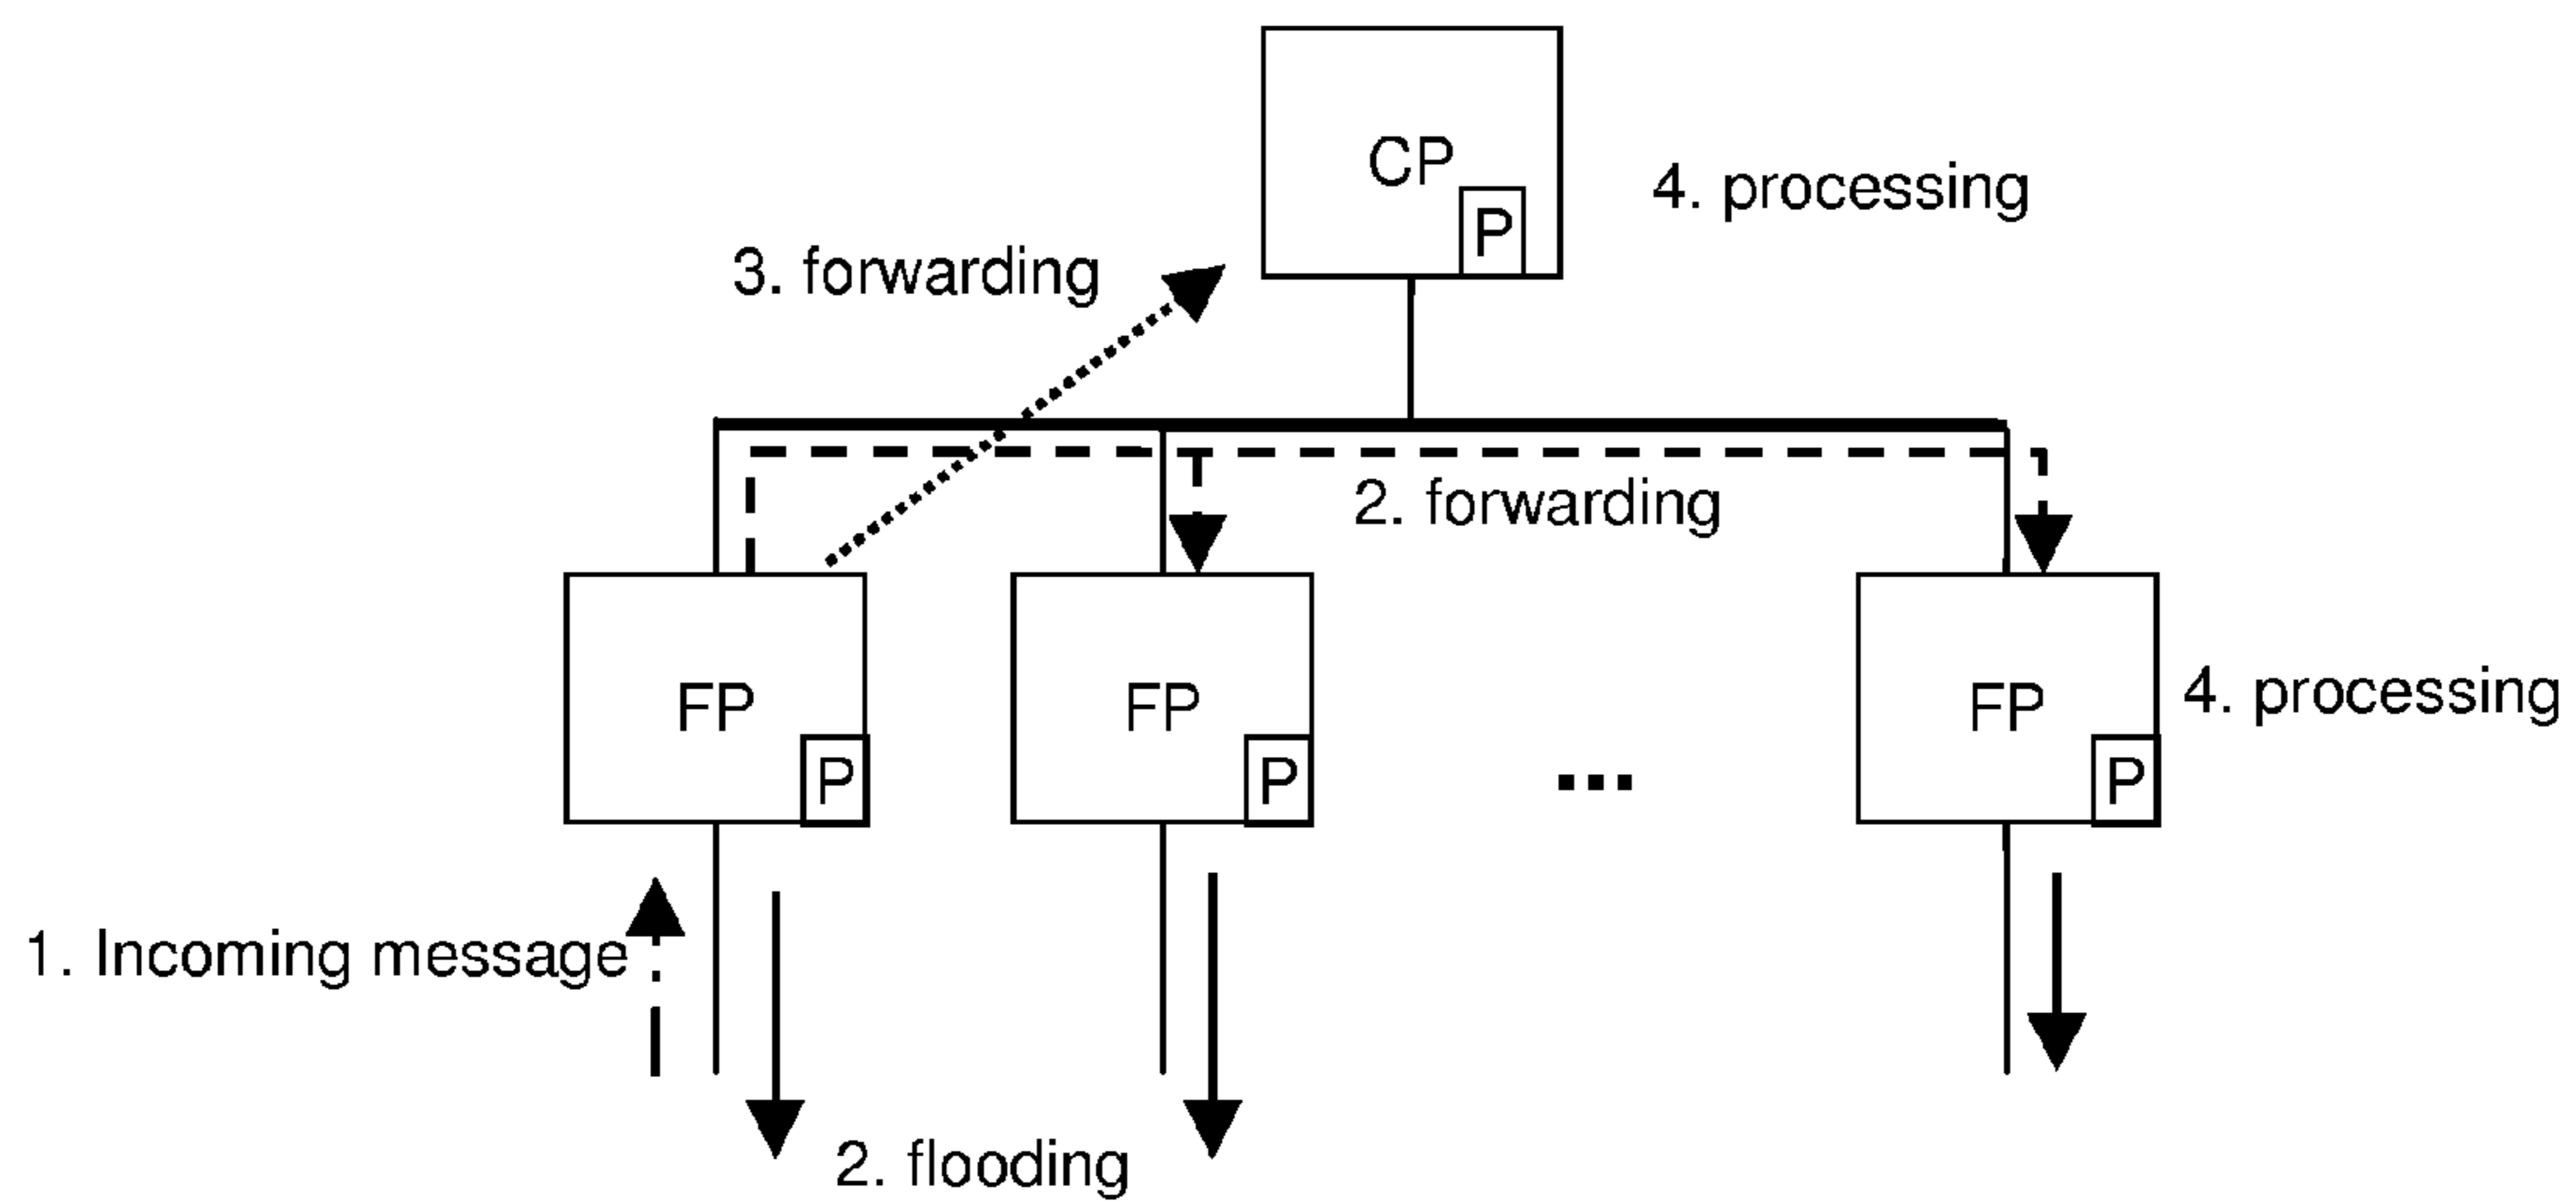 CP
P
4. processing
3. forwarding
2. forwarding
FP
P
FP
P
...
FP
P
4. processing
1. Incoming message
2. flooding